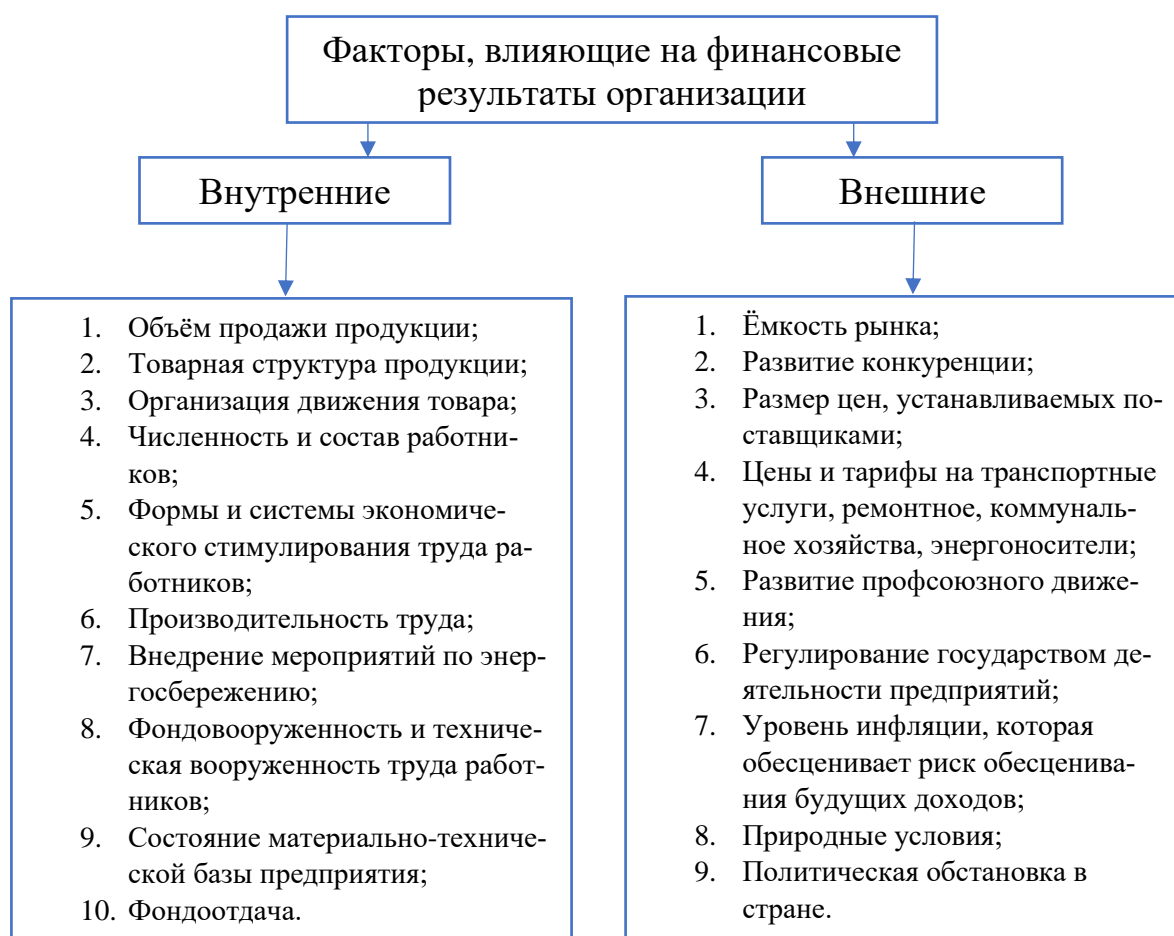 Факторы, влияющие на финансовые
результаты организации
Внутренние
Внешние
1. Объём продажи продукции;
2. Товарная структура продукции;
3. Организация движения товара;
4. Численность и состав работни-
ков;
5. Формы и системы экономиче-
ского стимулирования труда ра-
ботников;
6. Производительность труда;
7. Внедрение мероприятий по энер-
госбережению;
8. Фондовооруженность и техниче-
ская вооруженность труда работ-
ников;
9. Состояние материально-техниче-
ской базы предприятия;
10. Фондоотдача.
1. Ёмкость рынка;
2. Развитие конкуренции;
3. Размер цен, устанавливаемых по-
ставщиками;
4. Цены и тарифы на транспортные
услуги, ремонтное, коммуналь-
ное хозяйства, энергоносители;
5. Развитие профсоюзного движе-
ния;
6. Регулирование государством де-
ятельности предприятий;
7. Уровень инфляции, которая
обесценивает риск обесценива-
ния будущих доходов;
8. Природные условия;
9. Политическая обстановка в
стране.